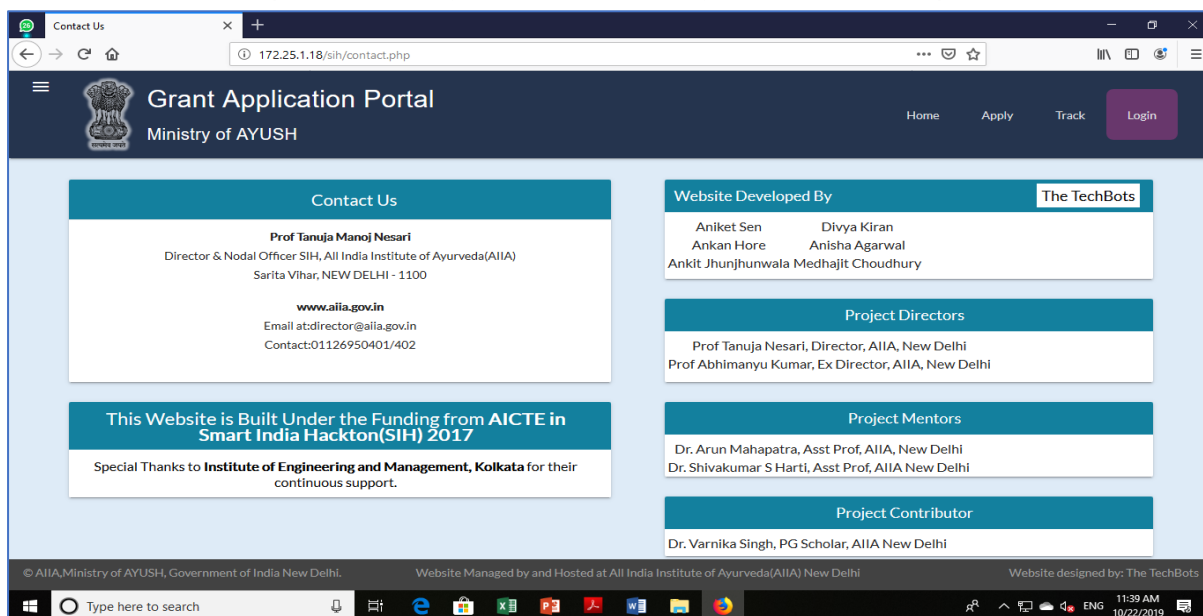 Contact Us
172.25.1.18/sih/contact.php
Grant Application Portal
Ministry of AYUSH
सत्यमेव जयते
Home Apply Track Login
Contact Us
Prof Tanuja Manoj Nesari
Director & Nodal Officer SIH, All India Institute of Ayurveda(AIIA)
Sarita Vihar, NEW DELHI - 1100
www.aiia.gov.in
Email at:director@aiia.gov.in
Contact:01126950401/402
This Website is Built Under the Funding from AICTE in
Smart India Hackton(SIH) 2017
Special Thanks to Institute of Engineering and Management, Kolkata for their
continuous support.
Website Developed By The TechBots
Aniket Sen Divya Kiran
Ankan Hore Anisha Agarwal
Ankit Jhunjhunwala Medhajit Choudhury
Project Directors
Prof Tanuja Nesari, Director, AIIA, New Delhi
Prof Abhimanyu Kumar, Ex Director, AIIA, New Delhi
Project Mentors
Dr. Arun Mahapatra, Asst Prof, AIIA, New Delhi
Dr. Shivakumar S Harti, Asst Prof, AIIA New Delhi
Project Contributor
Dr. Varnika Singh, PG Scholar, AIIA New Delhi
© AIIA,Ministry of AYUSH, Government of India New Delhi. Website Managed by and Hosted at All India Institute of Ayurveda(AIIA) New Delhi Website designed by: The TechBots
Type here to search
ENG
11:39 AM
10/22/2019